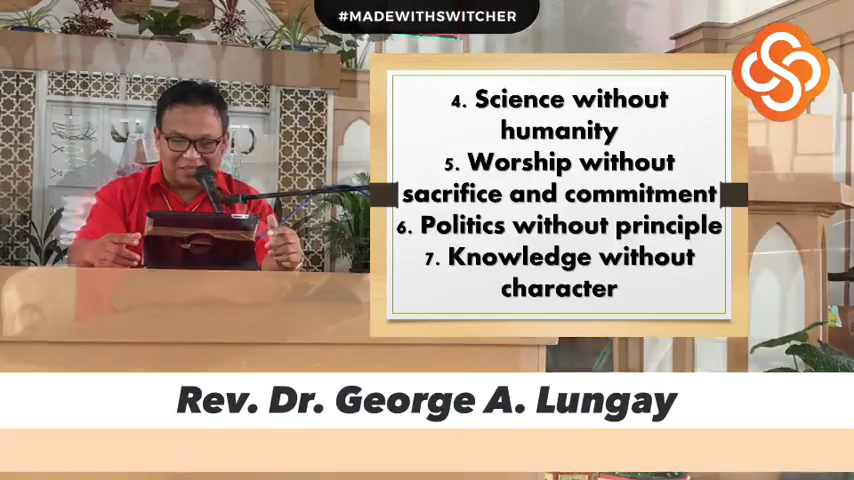 #MADEWITHSWITCHER
4. Science without
humanity
5. Worship without
sacrifice and commitment
6. Politics without principle
7. Knowledge without
character
Rev. Dr. George A. Lungay